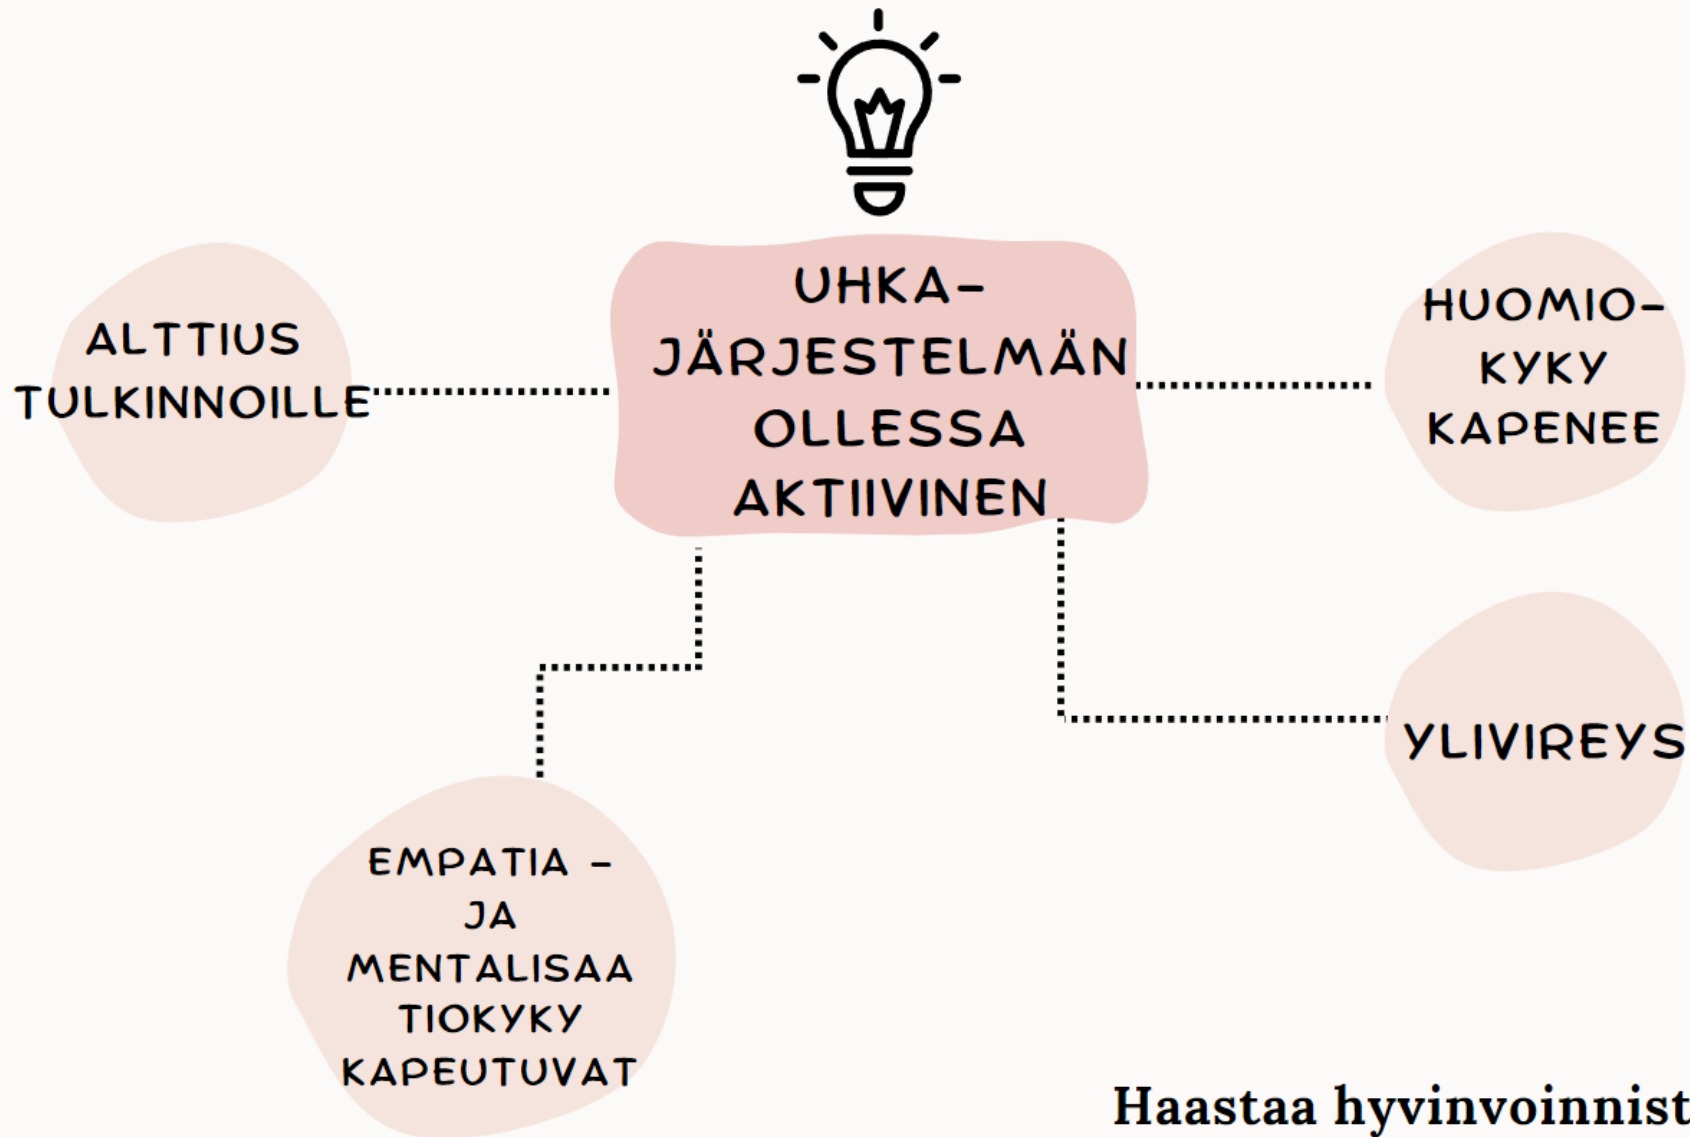 UHKA-
JÄRJESTELMÄN
OLLESSA
AKTIIVINEN
ALTTIUS
TULKINNOILLE
HUOMIO-
KYKY
KAPENEE
YLIVIREYS
EMPATIA -
JA
MENTALISAA
TIOKYKY
KAPEUTUVAT
Haastaa hyvinvoinnist